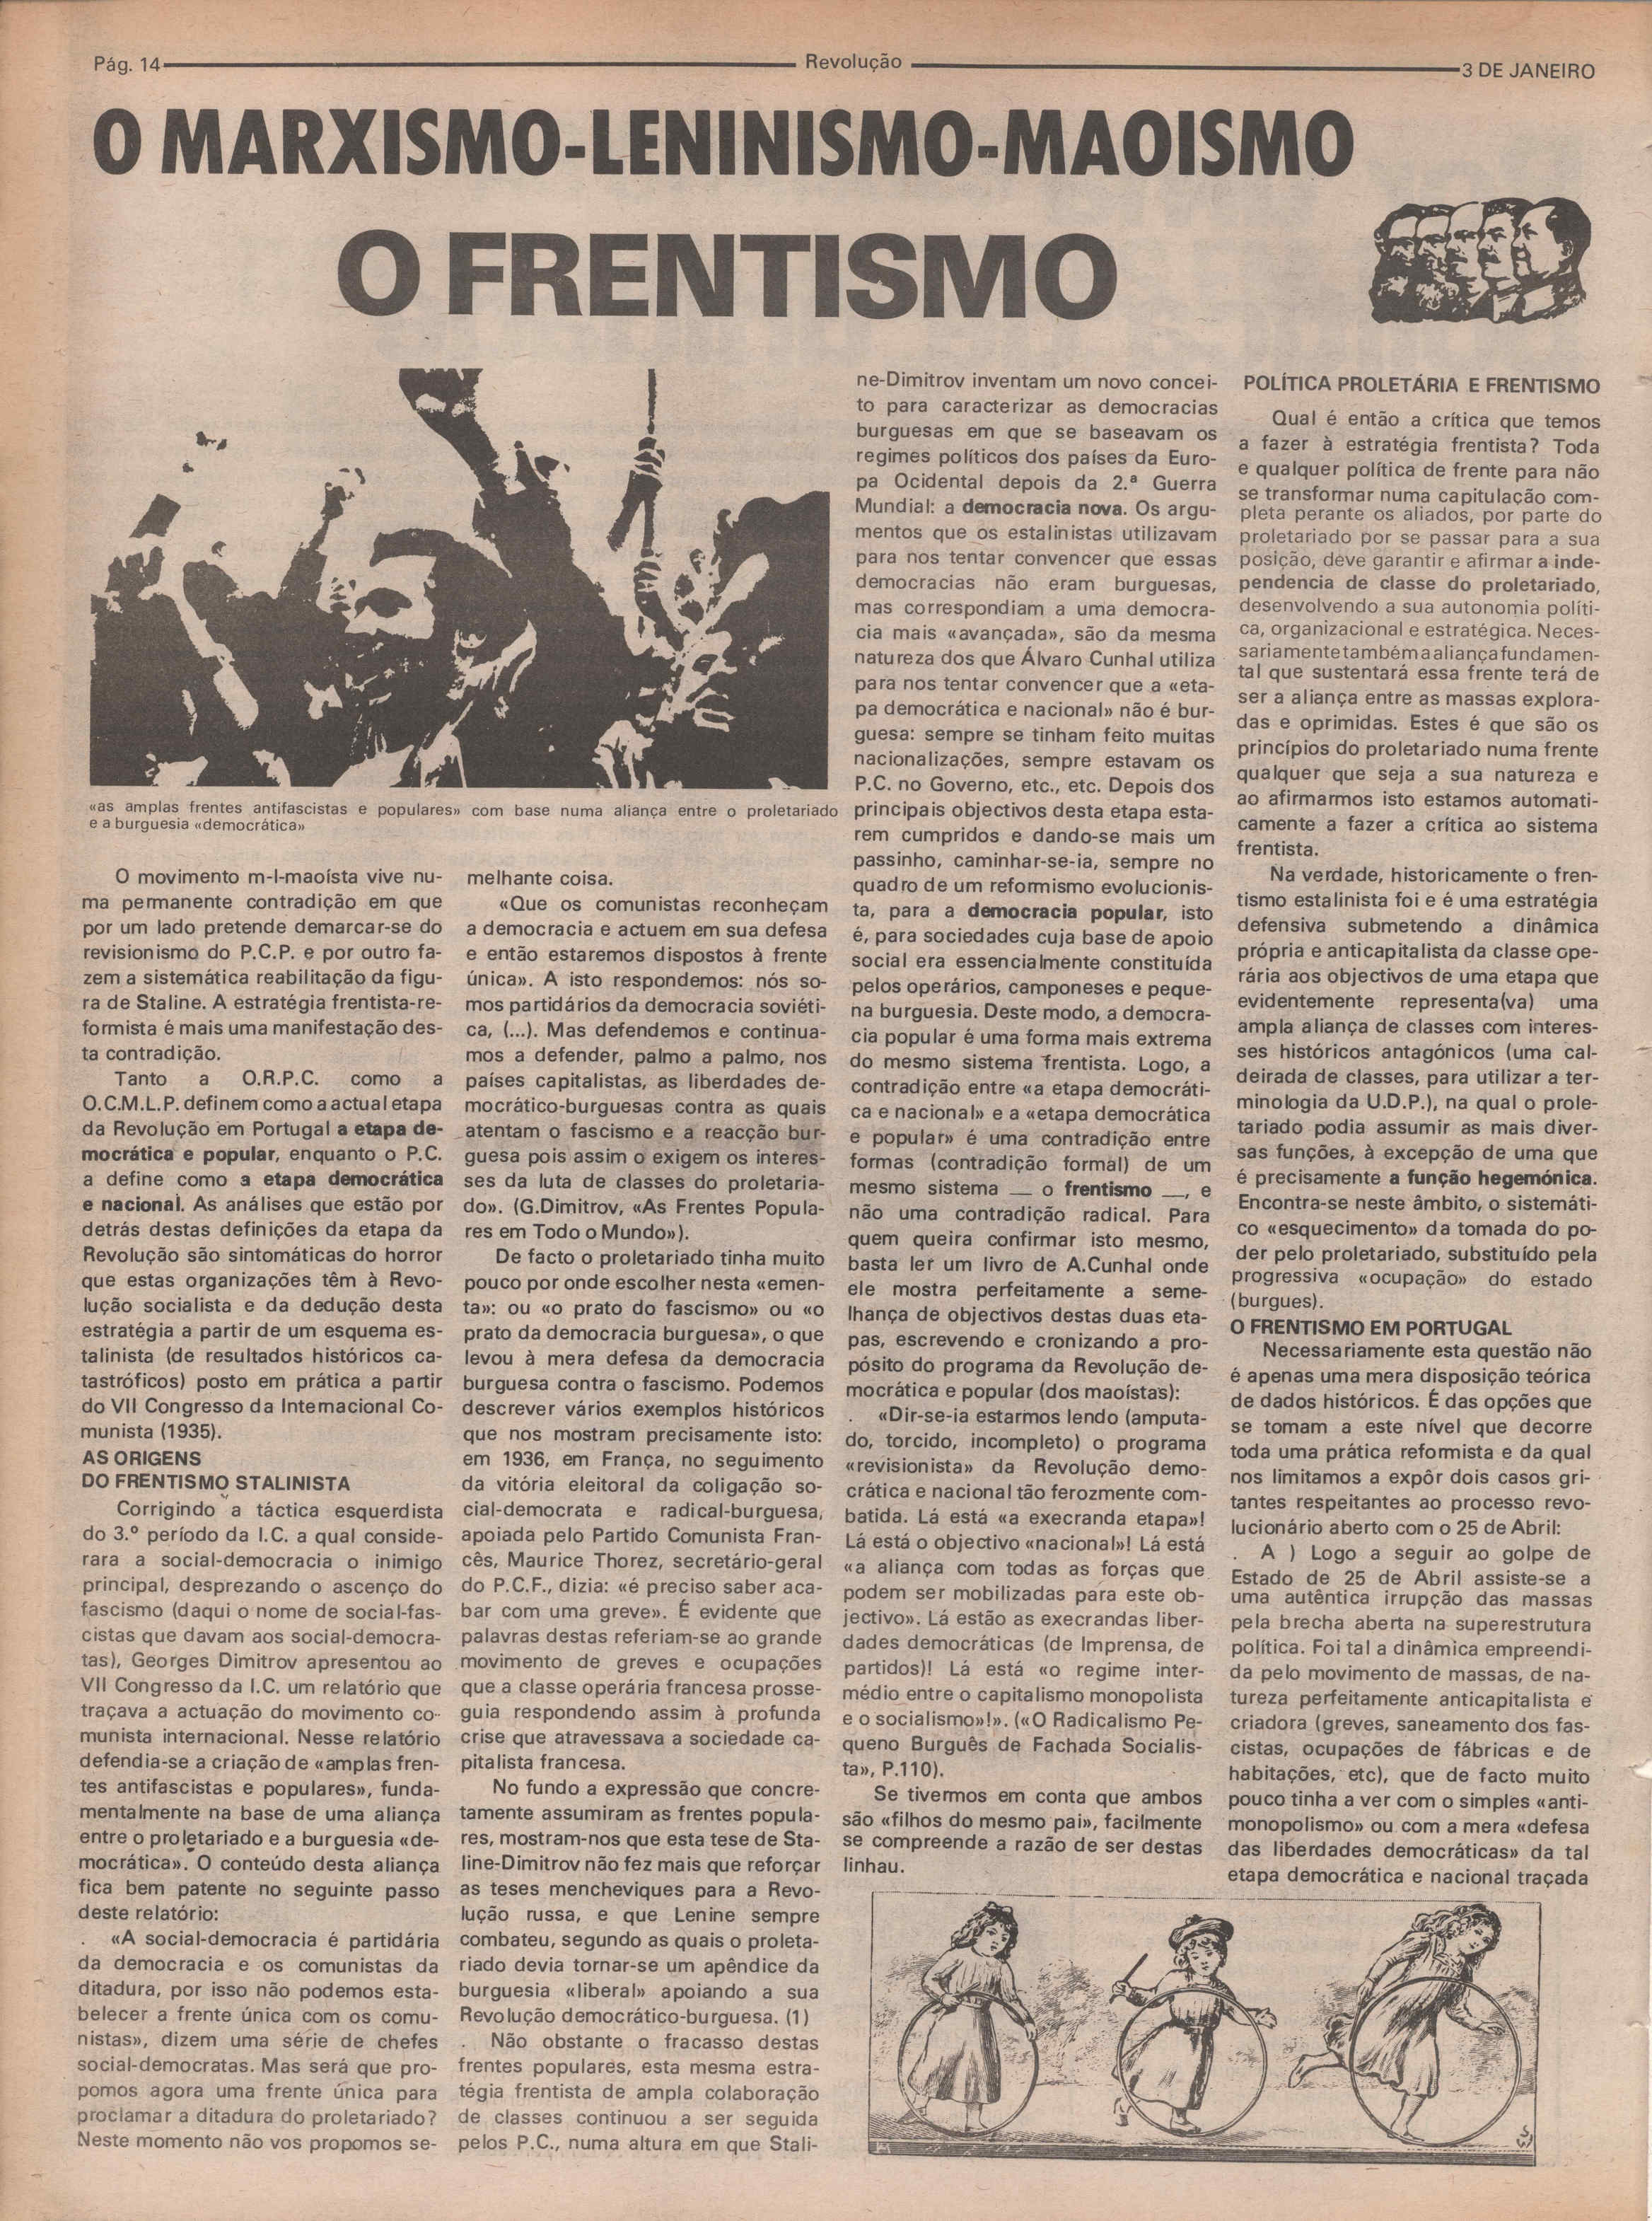 Pág. 14
Revolução
3 DE JANEIRO
O MARXISMO-LENINISMO-MAOISMO
O FRENTISMO
«as amplas frentes antifascistas e populares» com base numa aliança entre o proletariado
e a burguesia «democrática»
O movimento m-l-maoísta vive nu-
ma permanente contradição em que
por um lado pretende demarcar-se do
revisionismo do P.C.P. e por outro fa-
zem a sistemática reabilitação da figu-
ra de Staline. A estratégia frentista-re-
formista é mais uma manifestação des-
ta contradição.
Tanto a O.R.P.C. como a
O.C.M.L.P. definem como a actual etapa
da Revolução em Portugal a etapa de-
mocrática e popular, enquanto o P.C.
a define como a etapa democrática
e nacional. As análises que estão por
detrás destas definições da etapa da
Revolução são sintomáticas do horror
que estas organizações têm à Revo-
lução socialista e da dedução desta
estratégia a partir de um esquema es-
talinista (de resultados históricos ca-
tastróficos) posto em prática a partir
do VII Congresso da Internacional Co-
munista (1935).
AS ORIGENS
DO FRENTISMO STALINISTA
Corrigindo a táctica esquerdista
do 3.º período da I.C. a qual conside-
rara a social-democracia o inimigo
principal, desprezando o ascenço do
fascismo (daqui o nome de social-fas-
cistas que davam aos social-democra-
tas), Georges Dimitrov apresentou ao
VII Congresso da I.C. um relatório que
traçava a actuação do movimento co-
munista internacional. Nesse relatório
defendia-se a criação de «amplas fren-
tes antifascistas e populares», funda-
mentalmente na base de uma aliança
entre o proletariado e a burguesia «de-
mocrática». O conteúdo desta aliança
fica bem patente no seguinte passo
deste relatório:
. «A social-democracia é partidária
da democracia e os comunistas da
ditadura, por isso não podemos esta-
belecer a frente única com os comu-
nistas», dizem uma série de chefes
social-democratas. Mas será que pro-
pomos agora uma frente única para
proclamar a ditadura do proletariado?
Neste momento não vos propomos se-
melhante coisa.
«Que os comunistas reconheçam
a democracia e actuem em sua defesa
e então estaremos dispostos à frente
única». A isto respondemos: nós so-
mos partidários da democracia soviéti-
ca, (...). Mas defendemos e continua-
mos a defender, palmo a palmo, nos
países capitalistas, as liberdades de-
mocrático-burguesas contra as quais
atentam o fascismo e a reacção bur-
guesa pois assim o exigem os interes-
ses da luta de classes do proletaria-
do». (G.Dimitrov, «As Frentes Popula-
res em Todo o Mundo»).
De facto o proletariado tinha muito
pouco por onde escolher nesta «emen-
ta»: ou «o prato do fascismo» ou «o
prato da democracia burguesa», o que
levou à mera defesa da democracia
burguesa contra o fascismo. Podemos
descrever vários exemplos históricos
que nos mostram precisamente isto:
em 1936, em França, no seguimento
da vitória eleitoral da coligação so-
cial-democrata e radical-burguesa,
apoiada pelo Partido Comunista Fran-
cês, Maurice Thorez, secretário-geral
do P.C.F., dizia: «é preciso saber aca-
bar com uma greve». É evidente que
palavras destas referiam-se ao grande
movimento de greves e ocupações
que a classe operária francesa prosse-
guia respondendo assim à profunda
crise que atravessava a sociedade ca-
pitalista francesa.
No fundo a expressão que concre-
tamente assumiram as frentes popula-
res, mostram-nos que esta tese de Sta-
line-Dimitrov não fez mais que reforçar
as teses mencheviques para a Revo-
lução russa, e que Lenine sempre
combateu, segundo as quais o proleta-
riado devia tornar-se um apêndice da
burguesia «liberal» apoiando a sua
Revolução democrático-burguesa. (1)
. Não obstante o fracasso destas
frentes populares, esta mesma estra-
tégia frentista de ampla colaboração
de classes continuou a ser seguida
pelos P.C., numa altura em que Stali-
ne-Dimitrov inventam um novo concei-
to para caracterizar as democracias
burguesas em que se baseavam os
regimes políticos dos países da Euro-
pa Ocidental depois da 2.ª Guerra
Mundial: a democracia nova. Os argu-
mentos que os estalinistas utilizavam
para nos tentar convencer que essas
democracias não eram burguesas,
mas correspondiam a uma democra-
cia mais «avançada», são da mesma
natureza dos que Álvaro Cunhal utiliza
para nos tentar convencer que a «eta-
pa democrática e nacional» não é bur-
guesa: sempre se tinham feito muitas
nacionalizações, sempre estavam os
P.C. no Governo, etc., etc. Depois dos
principais objectivos desta etapa esta-
rem cumpridos e dando-se mais um
passinho, caminhar-se-ia, sempre no
quadro de um reformismo evolucionis-
ta, para a democracia popular, isto
é, para sociedades cuja base de apoio
social era essencialmente constituída
pelos operários, camponeses e peque-
na burguesia. Deste modo, a democra-
cia popular é uma forma mais extrema
do mesmo sistema frentista. Logo, a
contradição entre «a etapa democráti-
ca e nacional» e a «etapa democrática
e popular» é uma contradição entre
formas (contradição formal) de um
mesmo sistema — o frentismo —, e
não uma contradição radical. Para
quem queira confirmar isto mesmo,
basta ler um livro de A.Cunhal onde
ele mostra perfeitamente a seme-
lhança de objectivos destas duas eta-
pas, escrevendo e cronizando a pro-
pósito do programa da Revolução de-
mocrática e popular (dos maoístas):
. «Dir-se-ia estarmos lendo (amputa-
do, torcido, incompleto) o programa
«revisionista» da Revolução demo-
crática e nacional tão ferozmente com-
batida. Lá está «a execranda etapa»!
Lá está o objectivo «nacional»! Lá está
«a aliança com todas as forças que
podem ser mobilizadas para este ob-
jectivo». Lá estão as execrandas liber-
dades democráticas (de Imprensa, de
partidos)! Lá está «o regime inter-
médio entre o capitalismo monopolista
e o socialismo»!». («O Radicalismo Pe-
queno Burguês de Fachada Socialis-
ta», P.110).
Se tivermos em conta que ambos
são «filhos do mesmo pai», facilmente
se compreende a razão de ser destas
linhau.
POLÍTICA PROLETÁRIA E FRENTISMO
Qual é então a crítica que temos
a fazer à estratégia frentista? Toda
e qualquer política de frente para não
se transformar numa capitulação com-
pleta perante os aliados, por parte do
proletariado por se passar para a sua
posição, deve garantir e afirmar a inde-
pendencia de classe do proletariado,
desenvolvendo a sua autonomia políti-
ca, organizacional e estratégica. Neces-
sariamente também a aliança fundamen-
tal que sustentará essa frente terá de
ser a aliança entre as massas explora-
das e oprimidas. Estes é que são os
princípios do proletariado numa frente
qualquer que seja a sua natureza e
ao afirmarmos isto estamos automati-
camente a fazer a crítica ao sistema
frentista.
Na verdade, historicamente o fren-
tismo estalinista foi e é uma estratégia
defensiva submetendo a dinâmica
própria e anticapitalista da classe ope-
rária aos objectivos de uma etapa que
evidentemente representa(va) uma
ampla aliança de classes com interes-
ses históricos antagónicos (uma cal-
deirada de classes, para utilizar a ter-
minologia da U.D.P.), na qual o prole-
tariado podia assumir as mais diver-
sas funções, à excepção de uma que
é precisamente a função hegemónica.
Encontra-se neste âmbito, o sistemáti-
co «esquecimento» da tomada do po-
der pelo proletariado, substituído pela
progressiva «ocupação» do estado
(burgues).
O FRENTISMO EM PORTUGAL
Necessariamente esta questão não
é apenas uma mera disposição teórica
de dados históricos. É das opções que
se tomam a este nível que decorre
toda uma prática reformista e da qual
nos limitamos a expôr dois casos gri-
tantes respeitantes ao processo revo-
lucionário aberto com o 25 de Abril:
. A ) Logo a seguir ao golpe de
Estado de 25 de Abril assiste-se a
uma autêntica irrupção das massas
pela brecha aberta na superestrutura
política. Foi tal a dinâmica empreendi-
da pelo movimento de massas, de na-
tureza perfeitamente anticapitalista e
criadora (greves, saneamento dos fas-
cistas, ocupações de fábricas e de
habitações, etc), que de facto muito
pouco tinha a ver com o simples «anti-
monopolismo» ou com a mera «defesa
das liberdades democráticas» da tal
etapa democrática e nacional traçada